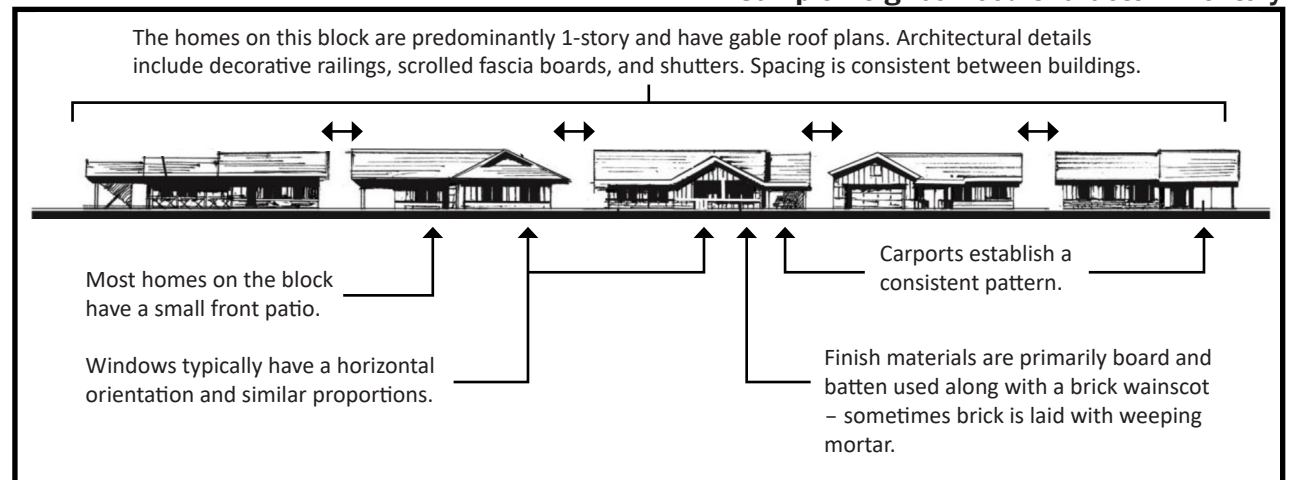 The homes on this block are predominantly 1-story and have gable roof plans. Architectural details
include decorative railings, scrolled fascia boards, and shutters. Spacing is consistent between buildings.
Most homes on the block
have a small front patio.
Windows typically have a horizontal
orientation and similar proportions.
Carports establish a
consistent pattern.
Finish materials are primarily board and
batten used along with a brick wainscot
– sometimes brick is laid with weeping
mortar.